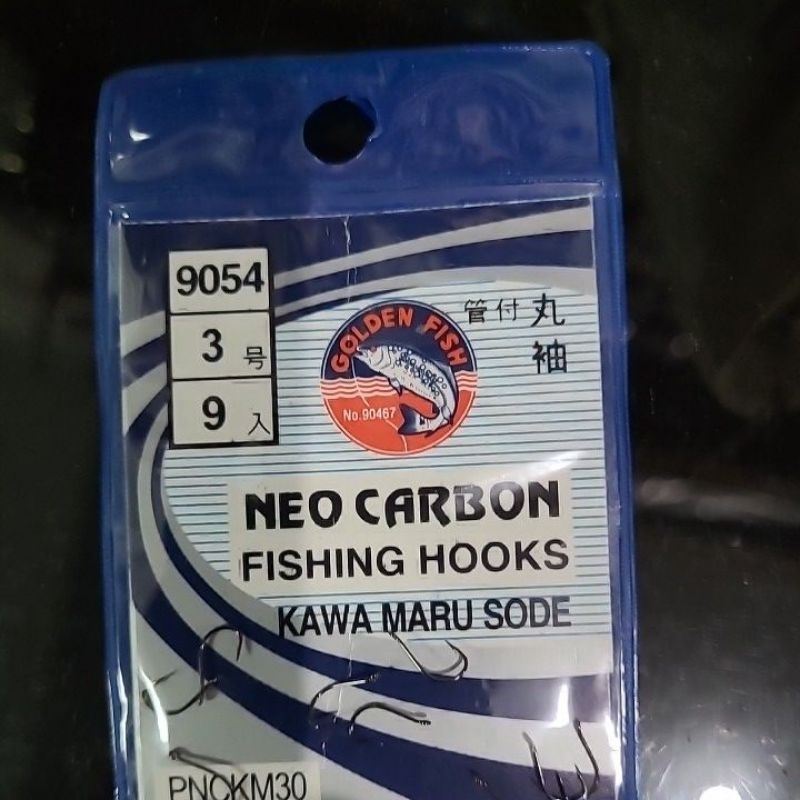 9054
3 号
9 入
GOLDEN FISH
No.90467
管付 丸
袖
NEO CARBON
FISHING HOOKS
KAWA MARU SODE
PNCKM30